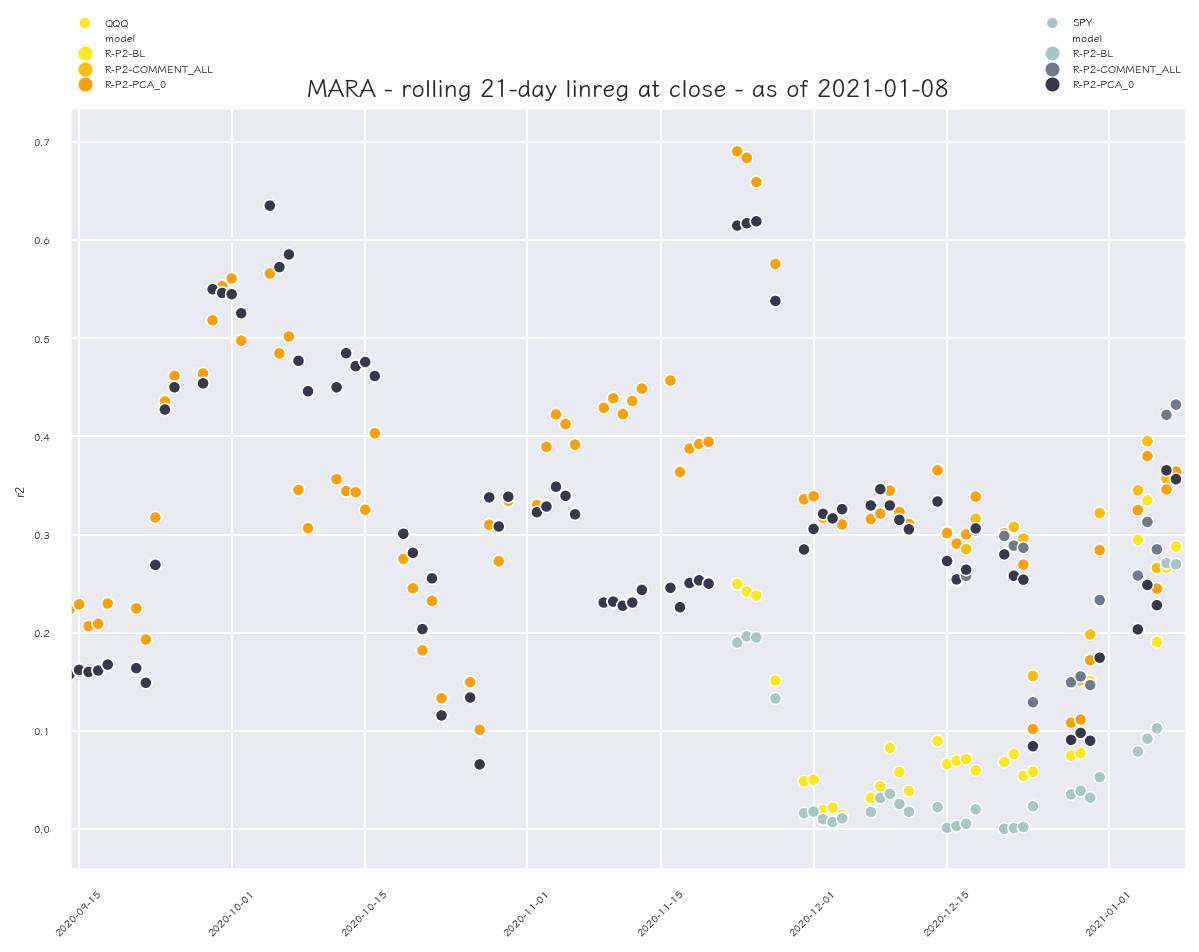 QQQ
model
R-P2-BL
R-P2-COMMENT_ALL
R-P2-PCA_0
SPY
model
R-P2-BL
R-P2-COMMENT_ALL
R-P2-PCA_0
MARA - rolling 21-day linreg at close - as of 2021-01-08
0.7
0.6
0.5
0.4
0.3
0.2
0.1
0.0
r2
2020-09-15
2020-10-01
2020-10-15
2020-11-01
2020-11-15
2020-12-01
2020-12-15
2021-01-01